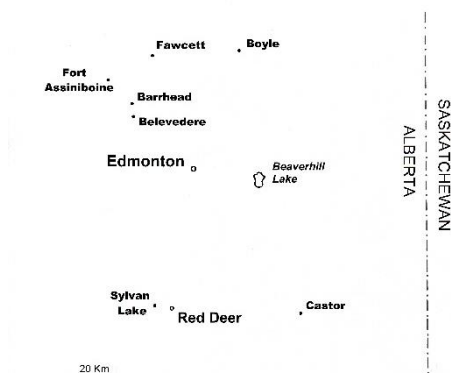 Fawcett
Boyle
Fort
Assiniboine
Barrhead
Belevedere
Edmonton
Beaverhill
Lake
ALBERTA
SASKATCHEWAN
Sylvan
Lake
Red Deer
Castor
20 Km